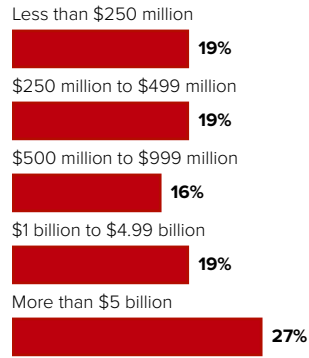 Less than $250 million
19%
$250 million to $499 million
19%
$500 million to $999 million
16%
$1 billion to $4.99 billion
19%
More than $5 billion
27%